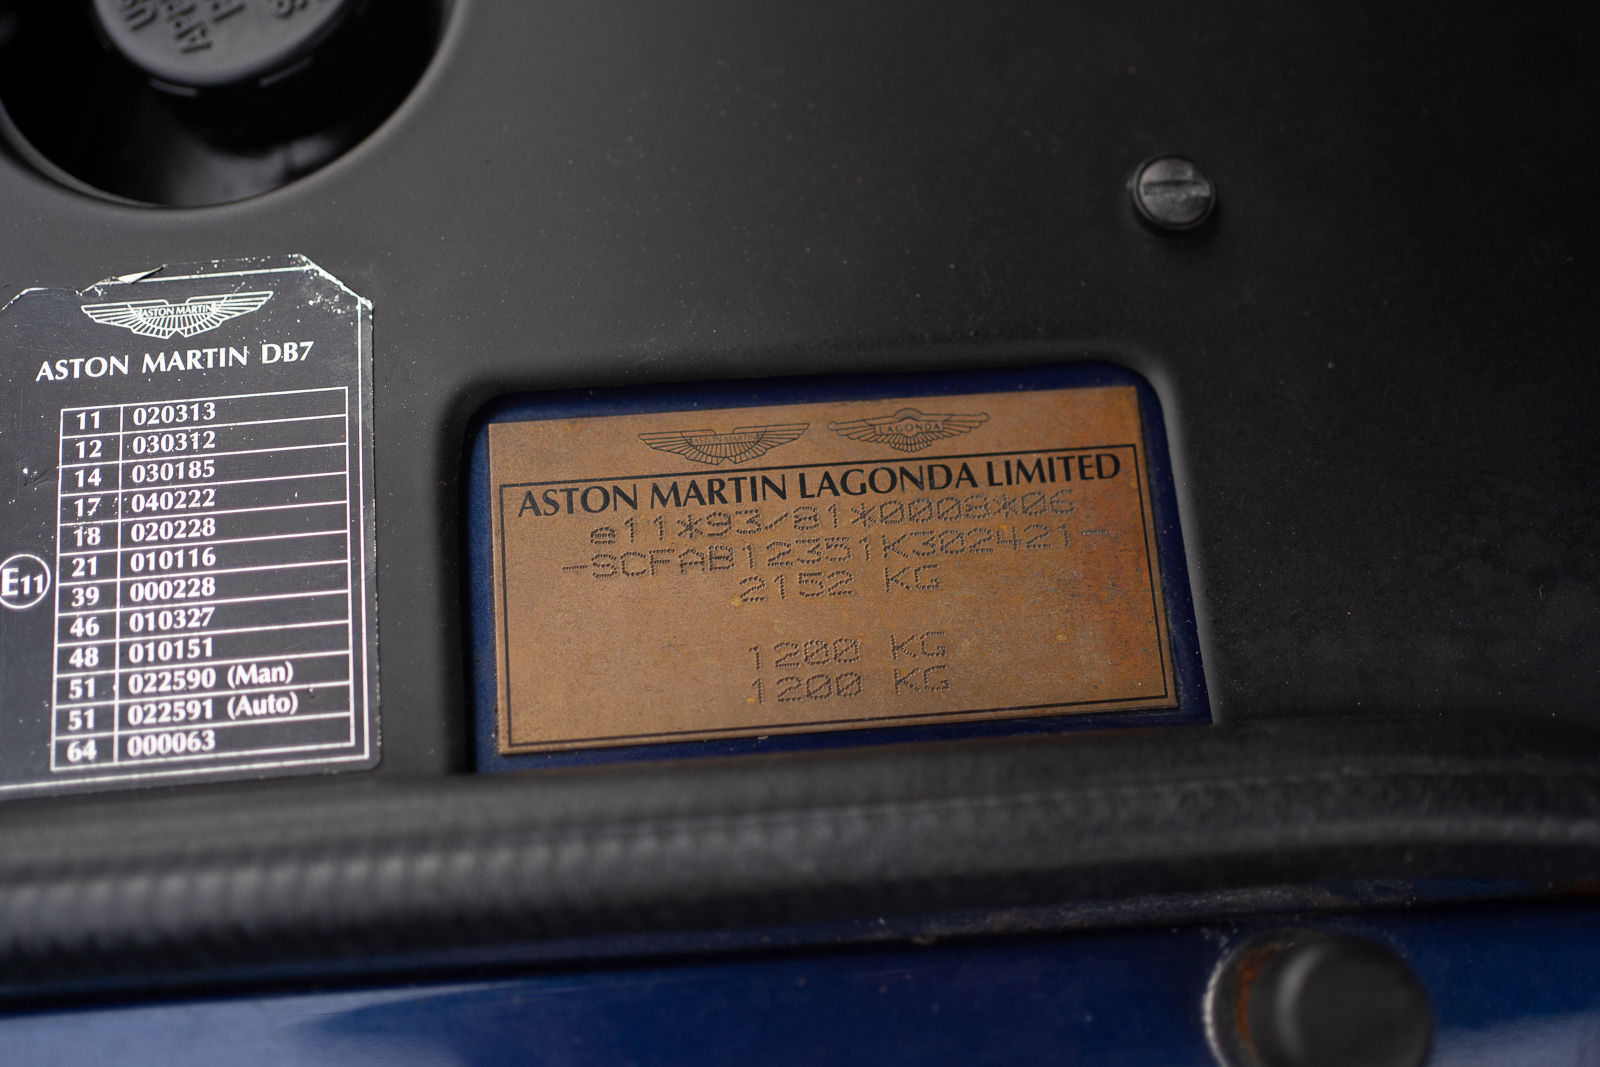 ASTON MARTIN
ASTON MARTIN DB7
11 020313
12 030312
14 030185
17 040222
18 020228
21 010116
39 000228
46 010327
48 010151
51 022590 (Man)
51 022591 (Auto)
64 000063
E11
ASTON MARTIN LAGONDA
ASTON MARTIN LAGONDA LIMITED
e11*93/81*0008*06
-SCFAB12351K302421-
2152 KG
1200 KG
1200 KG